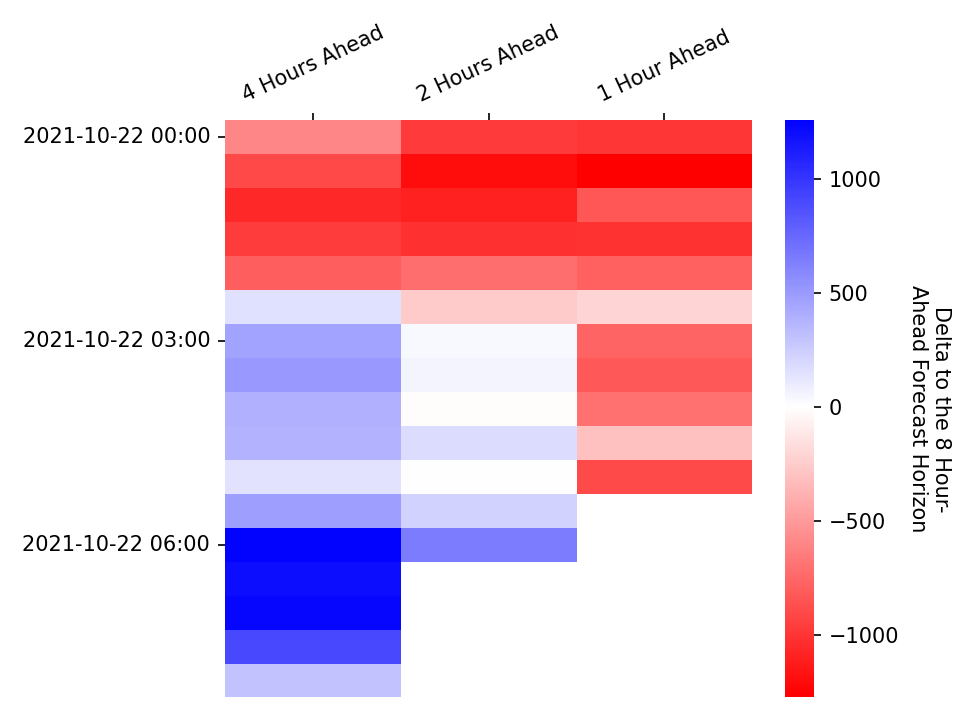 4 Hours Ahead
2 Hours Ahead
1 Hour Ahead
2021-10-22 00:00
2021-10-22 03:00
2021-10-22 06:00
1000
500
0
−500
−1000
Delta to the 8 Hour-
Ahead Forecast Horizon